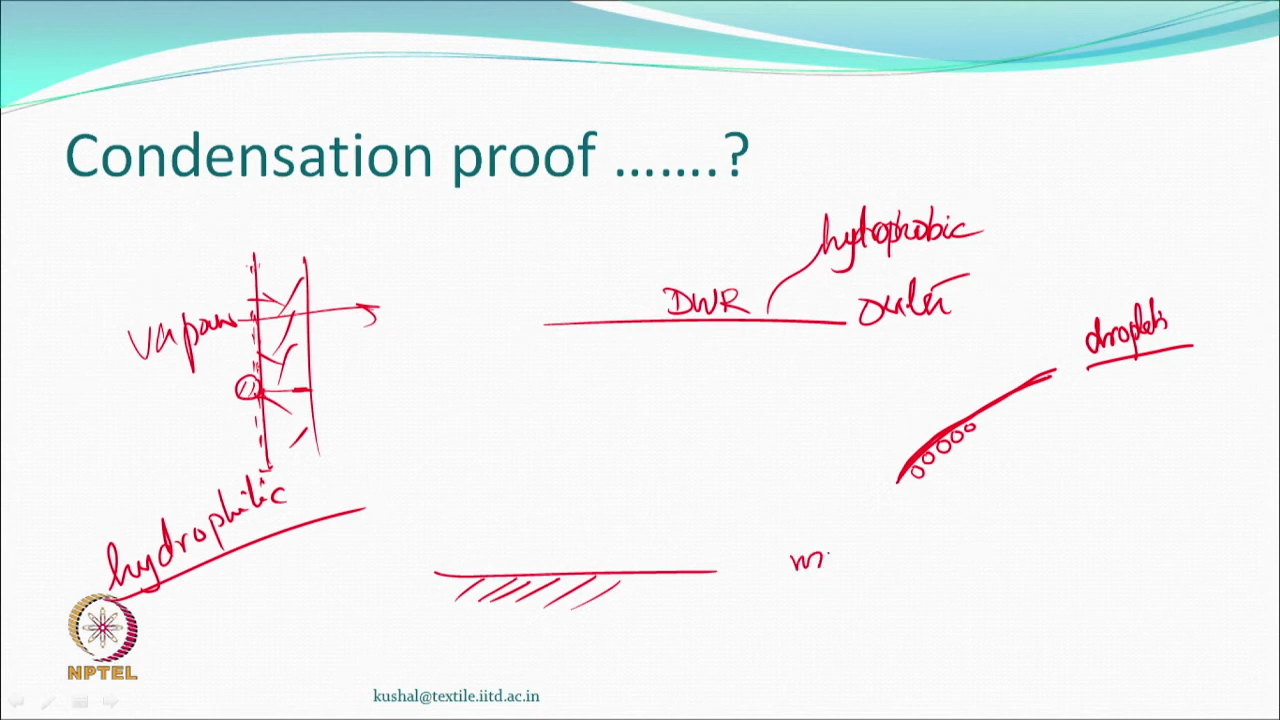 Condensation proof .......?
hydrophobic
DWR
outer
vapour
droplets
hydrophilic
NPTEL
kushal@textile.iitd.ac.in